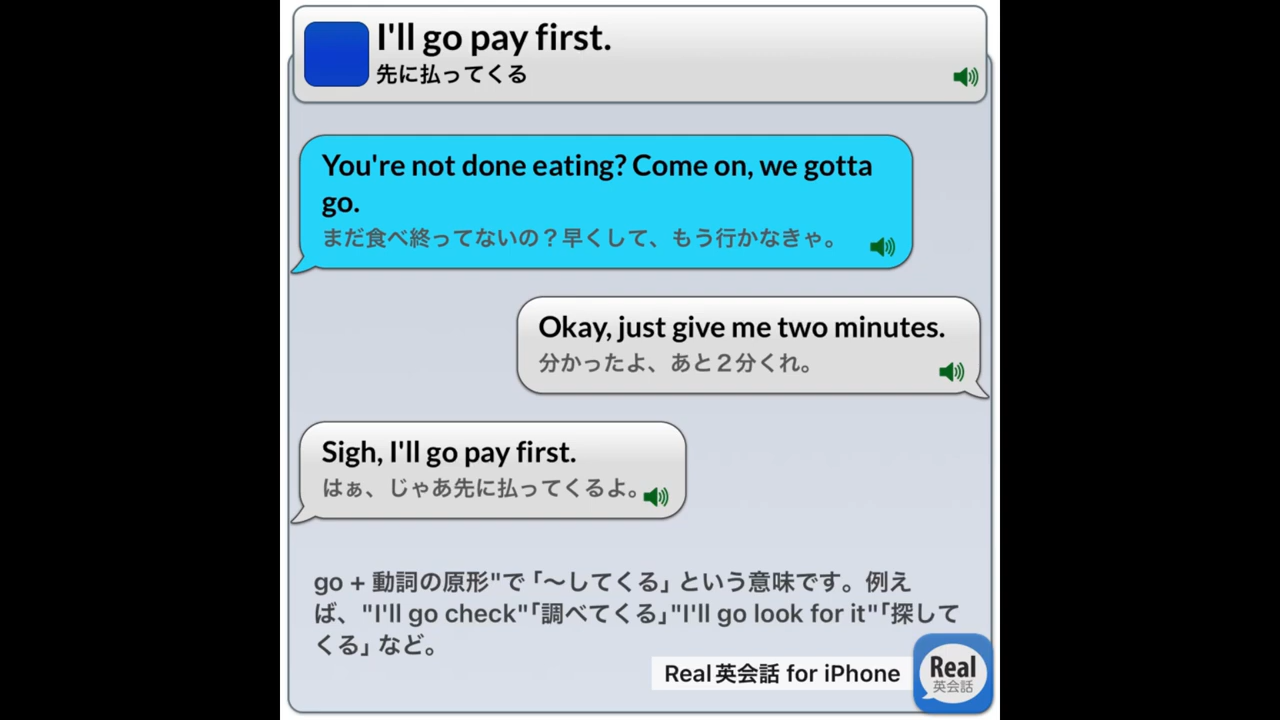 I'll go pay first.
先に払ってくる
You're not done eating? Come on, we gotta
go.
まだ食べ終ってないの？早くして、もう行かなきゃ。
Okay, just give me two minutes.
分かったよ、あと２分くれ。
Sigh, I'll go pay first.
はぁ、じゃあ先に払ってくるよ。
go + 動詞の原形"で「〜してくる」という意味です。例え
ば、"I'll go check"「調べてくる」"I'll go look for it"「探して
くる」など。
Real英会話 for iPhone
Real
英会話